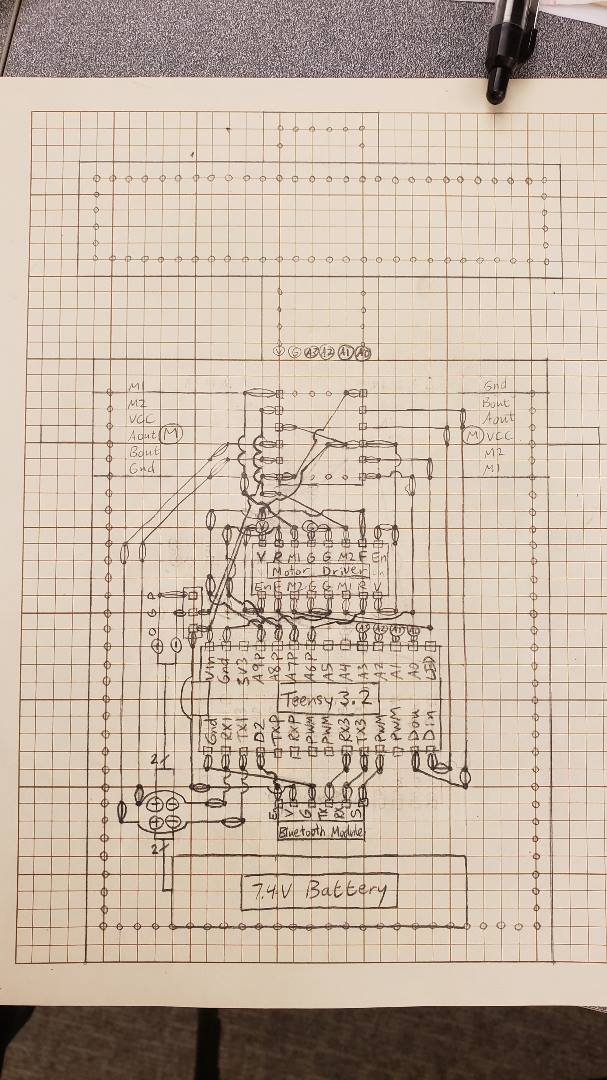 V G A3 A2 A1 A0
M1
M2
VCC
Aout M
Bout
Gnd
Gnd
Bout
Aout
M VCC
M2
M1
V G
V R M1 G G M2 F En
Motor Driver
En F M2 G G M1 R V
P
G
O
A3 A2 A1 A0
Vin Gnd 3V3 A9P A8P A7P A6P A5 A4 A3 A2 A1 A0 LED
Teensy 3.2
Gnd RX1 TX1 D2 TXP RXP PWM PWM RX3 TX3 PWM PWM Dou Din
2
En V G TX RX S
Bluetooth Module
2
7.4V Battery